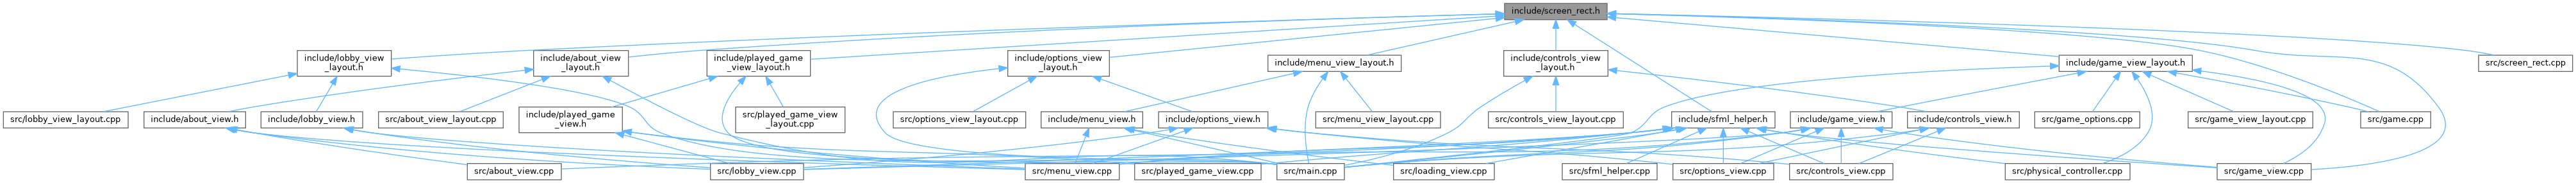 include/screen_rect.h
include/lobby_view
_layout.h
include/about_view
_layout.h
include/played_game
_view_layout.h
include/options_view
_layout.h
include/menu_view_layout.h
include/controls_view
_layout.h
include/game_view_layout.h
src/screen_rect.cpp
src/lobby_view_layout.cpp
include/about_view.h
include/lobby_view.h
src/about_view_layout.cpp
include/played_game
_view.h
src/played_game_view
_layout.cpp
src/options_view_layout.cpp
include/menu_view.h
include/options_view.h
src/menu_view_layout.cpp
src/controls_view_layout.cpp
include/sfml_helper.h
include/game_view.h
include/controls_view.h
src/game_options.cpp
src/game_view_layout.cpp
src/game.cpp
src/about_view.cpp
src/lobby_view.cpp
src/menu_view.cpp
src/played_game_view.cpp
src/main.cpp
src/loading_view.cpp
src/sfml_helper.cpp
src/options_view.cpp
src/controls_view.cpp
src/physical_controller.cpp
src/game_view.cpp